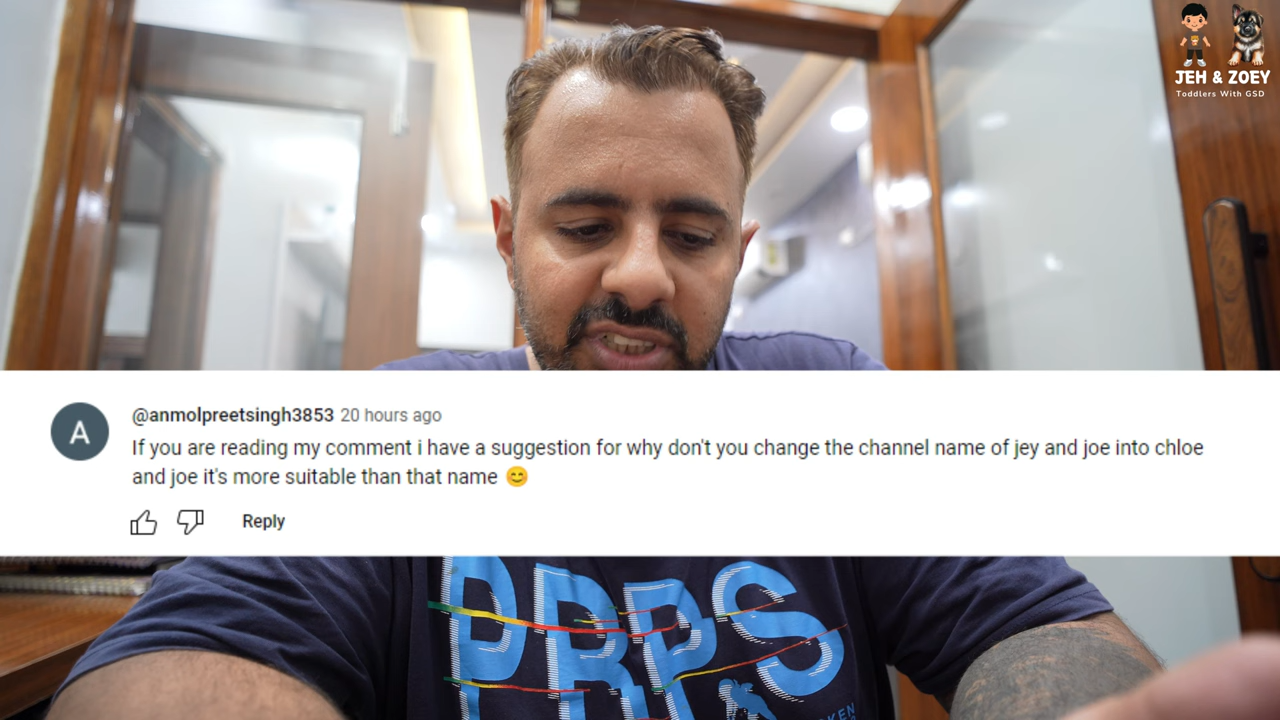 JEH & ZOEY
Toddlers With GSD
A
@anmolpreetsingh3853 20 hours ago
If you are reading my comment i have a suggestion for why don't you change the channel name of jey and joe into chloe
and joe it's more suitable than that name 😊
Reply
PRPS